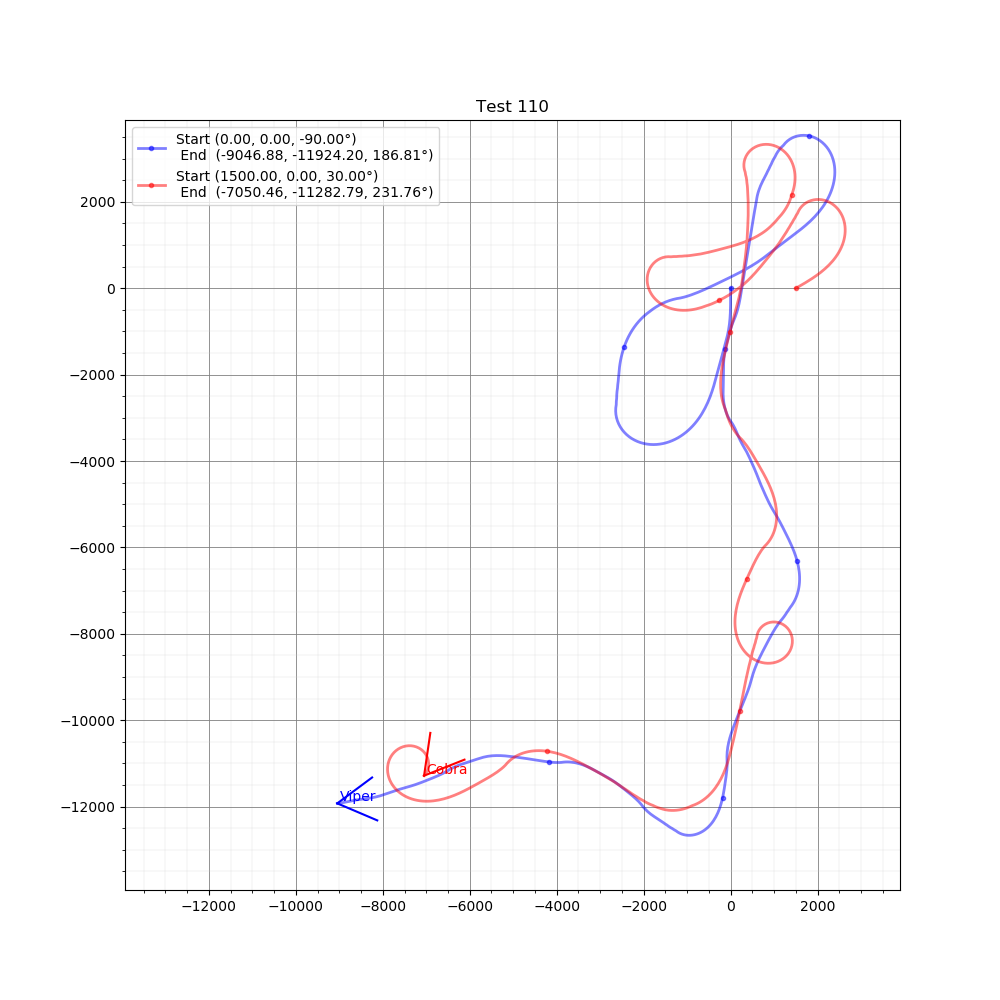 Test 110
Start (0.00, 0.00, -90.00°)
End (-9046.88, -11924.20, 186.81°)
Start (1500.00, 0.00, 30.00°)
End (-7050.46, -11282.79, 231.76°)
2000
0
−2000
−4000
−6000
−8000
−10000
−12000
Cobra
Viper
−12000 −10000 −8000 −6000 −4000 −2000 0 2000